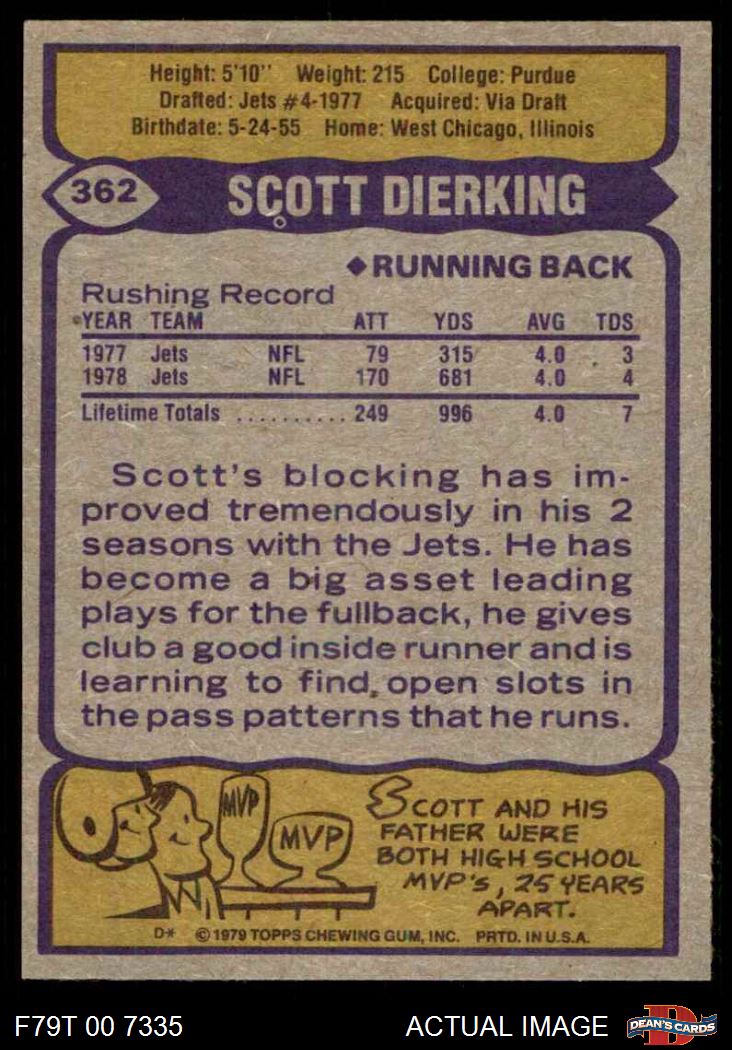 Height: 5'10'' Weight: 215 College: Purdue
Drafted: Jets #4-1977 Acquired: Via Draft
Birthdate: 5-24-55 Home: West Chicago, Illinois
362 SCOTT DIERKING
◆RUNNING BACK
Rushing Record
YEAR TEAM ATT YDS AVG TDS
1977 Jets NFL 79 315 4.0 3
1978 Jets NFL 170 681 4.0 4
Lifetime Totals .......... 249 996 4.0 7
Scott's blocking has im-
proved tremendously in his 2
seasons with the Jets. He has
become a big asset leading
plays for the fullback, he gives
club a good inside runner and is
learning to find open slots in
the pass patterns that he runs.
MVP
MVP
SCOTT AND HIS
FATHER WERE
BOTH HIGH SCHOOL
MVP'S, 25 YEARS
APART.
D* © 1979 TOPPS CHEWING GUM, INC. PRTD. IN U.S.A.
F79T 00 7335 ACTUAL IMAGE D DEAN'S CARDS